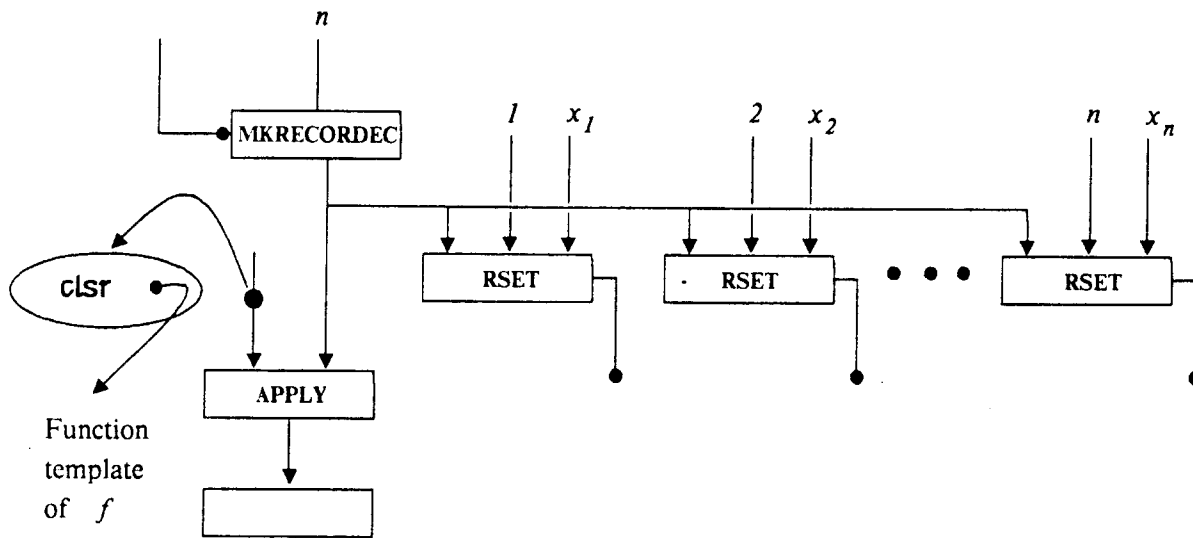 n
MKRECORDEC
1 x1 2 x2 n xn
RSET RSET RSET
clsr
APPLY
Function
template
of f